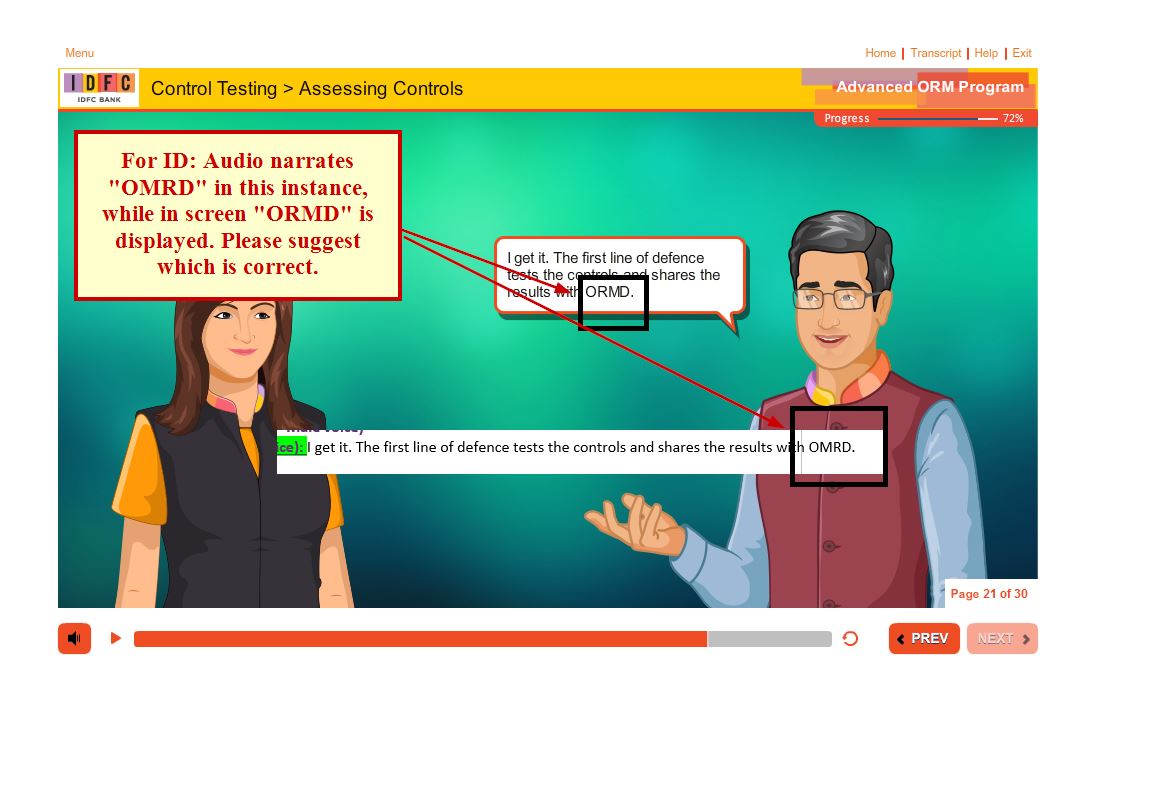 Menu
Home | Transcript | Help | Exit
IDFC
IDFC BANK
Control Testing > Assessing Controls
Advanced ORM Program
Progress 72%
For ID: Audio narrates
"OMRD" in this instance,
while in screen "ORMD" is
displayed. Please suggest
which is correct.
I get it. The first line of defence
tests the controls and shares the
results with ORMD.
ice): I get it. The first line of defence tests the controls and shares the results with OMRD.
Page 21 of 30
PREV
NEXT